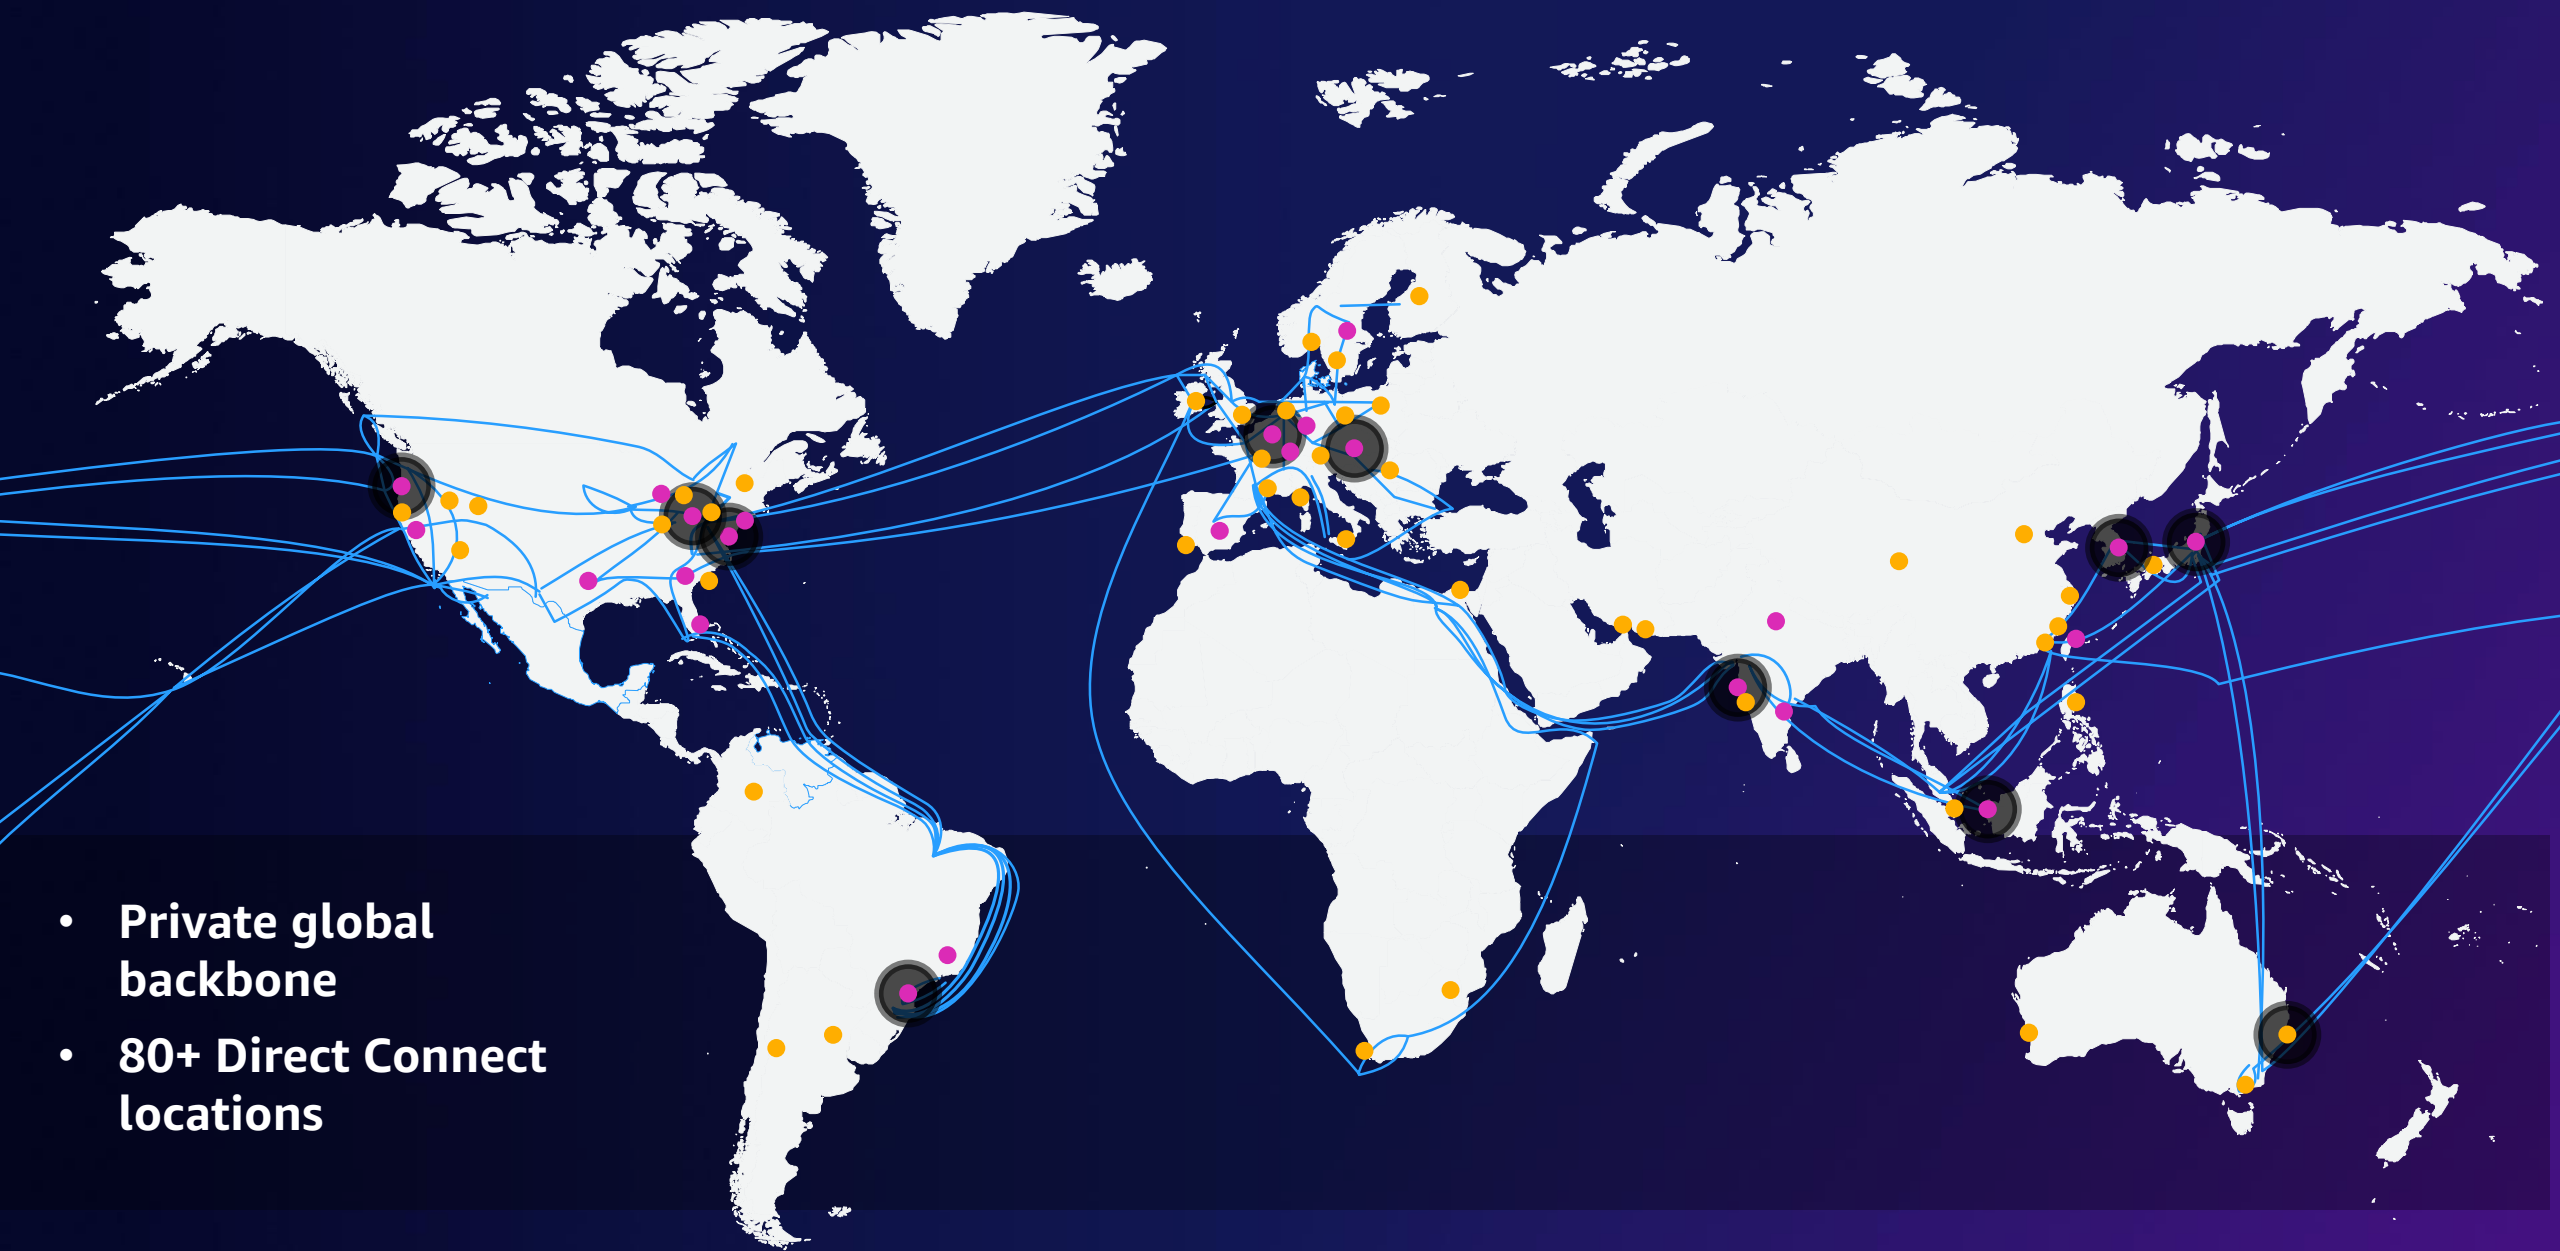 • Private global
backbone
• 80+ Direct Connect
locations